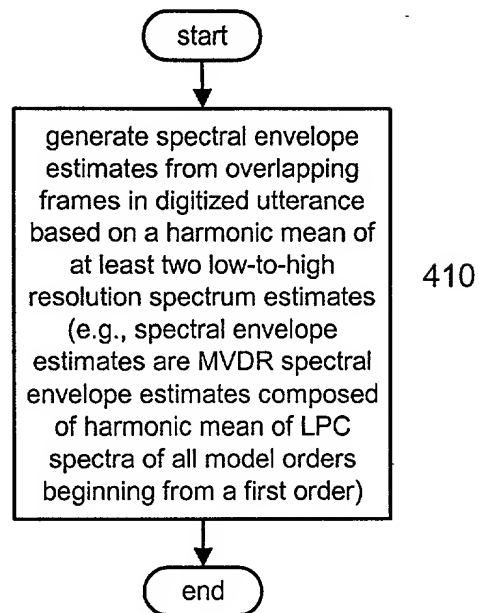 start
generate spectral envelope
estimates from overlapping
frames in digitized utterance
based on a harmonic mean of
at least two low-to-high
resolution spectrum estimates
(e.g., spectral envelope
estimates are MVDR spectral
envelope estimates composed
of harmonic mean of LPC
spectra of all model orders
beginning from a first order)
410
end